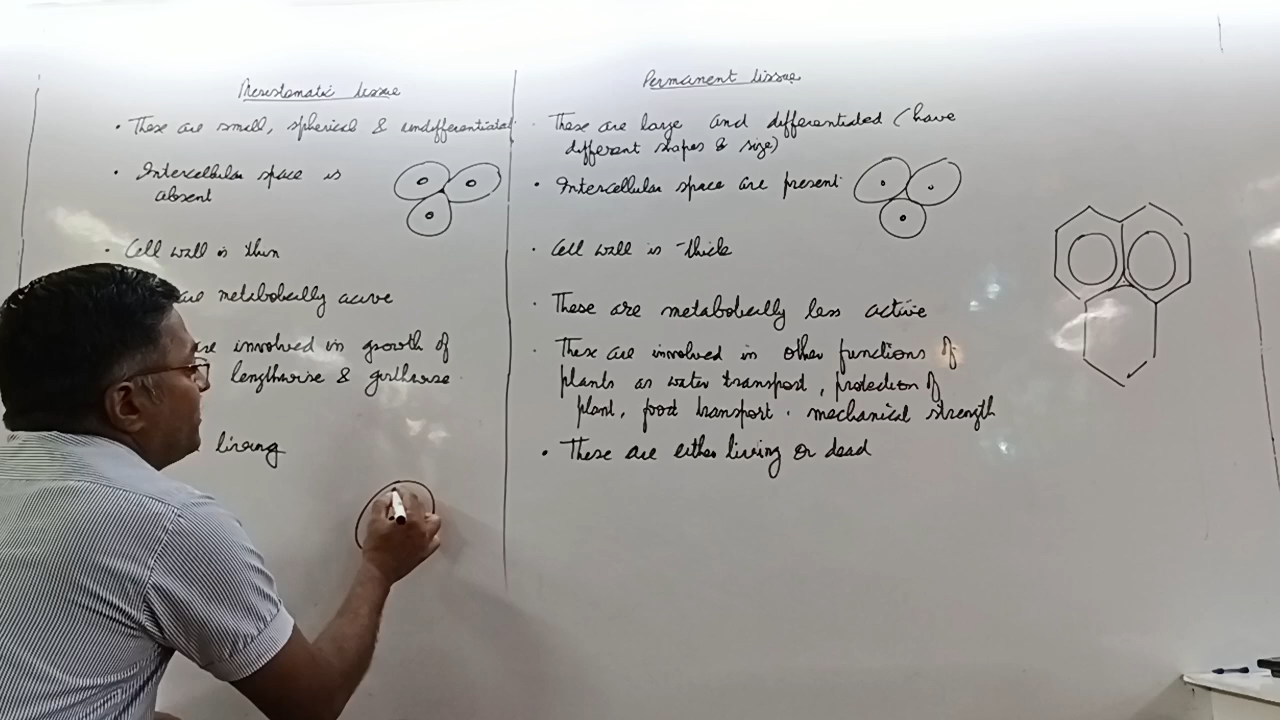 Meristematic tissue
• These are small, spherical & undifferentiated
• Intercellular space is
absent
• Cell wall is thin
are metabolically active
are involved in growth of
lengthwise & girthwise
living
Permanent tissue
• These are large and differentiated (have
different shapes & size)
• Intercellular space are present
• Cell wall is thick
• These are metabolically less active
• These are involved in other functions of
plants as water transport, protection of
plant, food transport. mechanical strength
• These are either living or dead